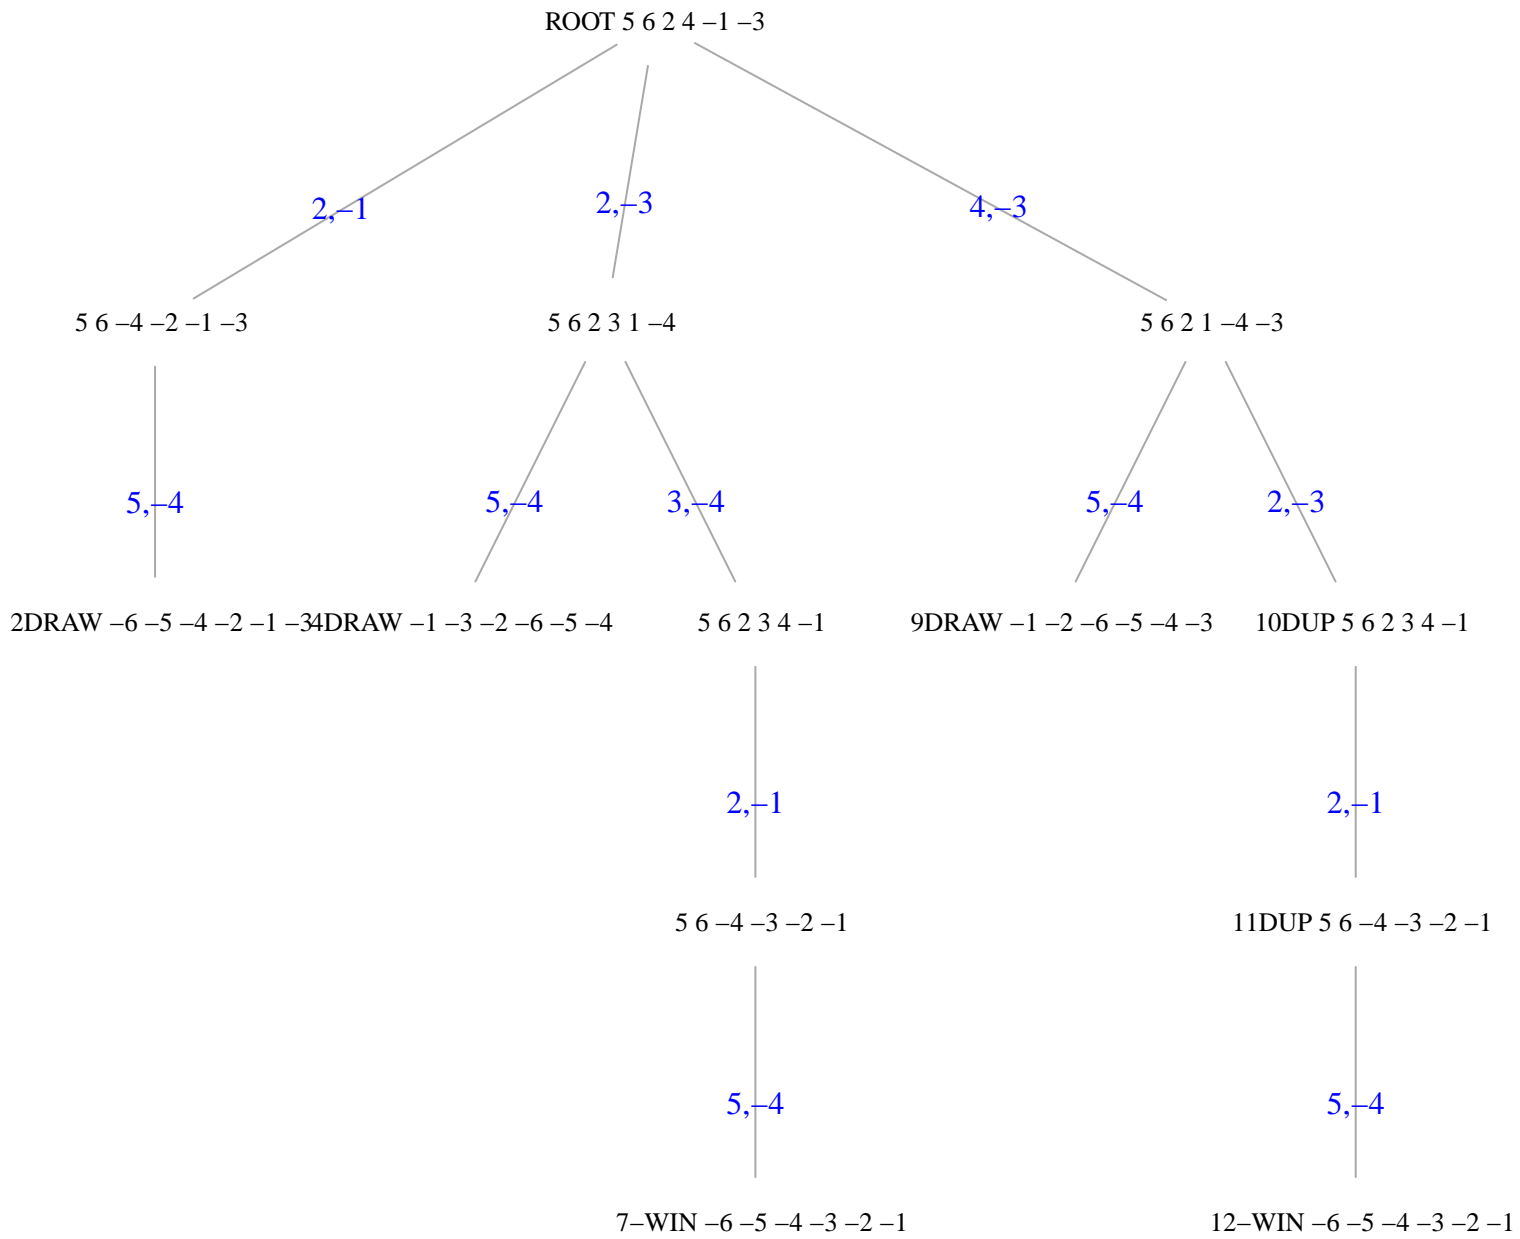 ROOT 5 6 2 4 –1 –3
2,–1
2,–3
4,–3
5 6 –4 –2 –1 –3
5 6 2 3 1 –4
5 6 2 1 –4 –3
5,–4
5,–4
3,–4
5,–4
2,–3
2DRAW –6 –5 –4 –2 –1 –3
4DRAW –1 –3 –2 –6 –5 –4
5 6 2 3 4 –1
9DRAW –1 –2 –6 –5 –4 –3
10DUP 5 6 2 3 4 –1
2,–1
2,–1
5 6 –4 –3 –2 –1
11DUP 5 6 –4 –3 –2 –1
5,–4
5,–4
7–WIN –6 –5 –4 –3 –2 –1
12–WIN –6 –5 –4 –3 –2 –1